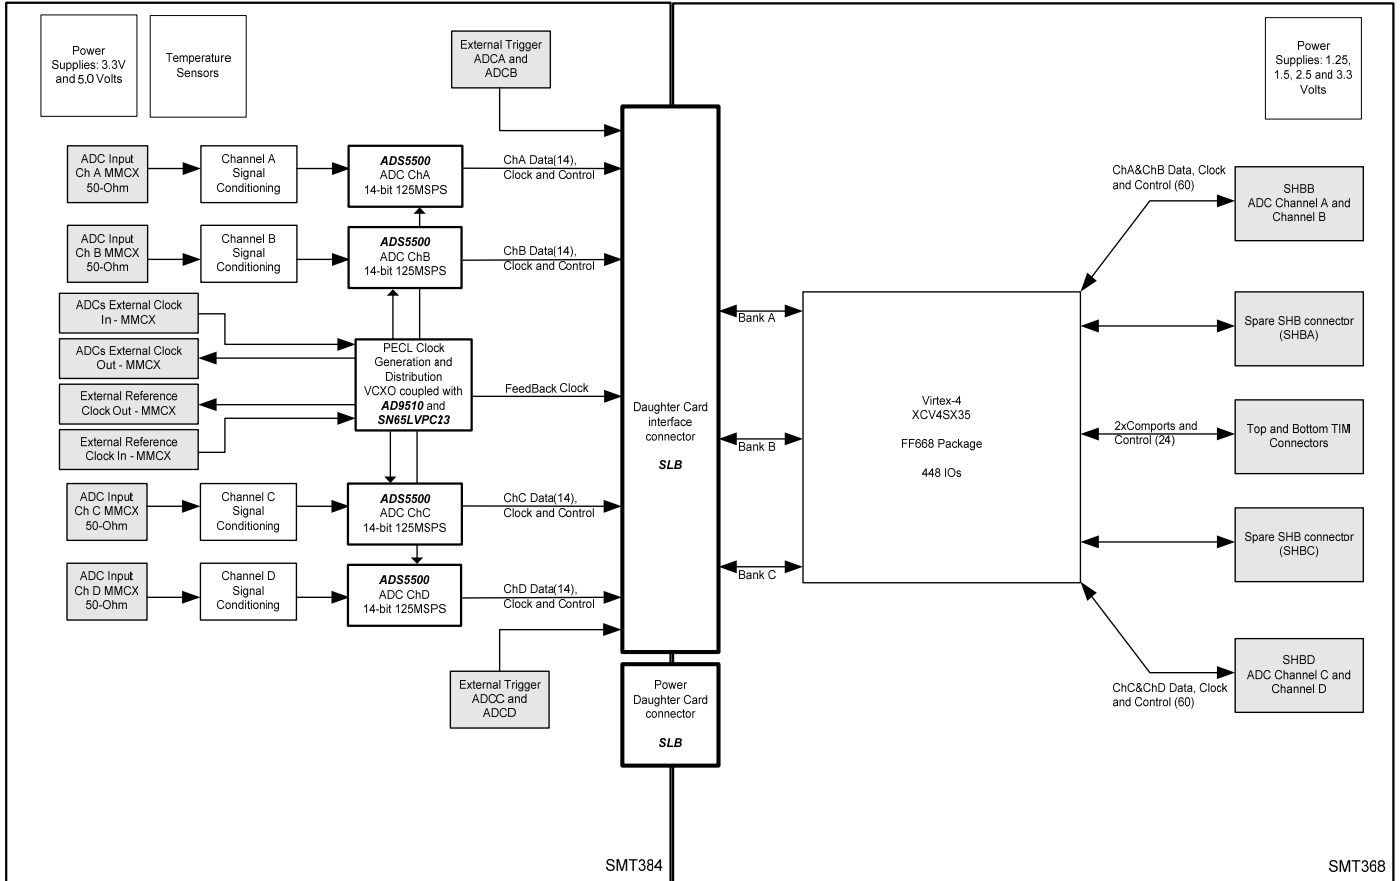 Power
Supplies: 3.3V
and 5.0 Volts
Temperature
Sensors
External Trigger
ADCA and
ADCB
Power
Supplies: 1.25,
1.5, 2.5 and 3.3
Volts
ADC Input
Ch A MMCX
50-Ohm
Channel A
Signal
Conditioning
ADS5500
ADC ChA
14-bit 125MSPS
ChA Data(14),
Clock and Control
ADC Input
Ch B MMCX
50-Ohm
Channel B
Signal
Conditioning
ADS5500
ADC ChB
14-bit 125MSPS
ChB Data(14),
Clock and Control
ADCs External Clock
In - MMCX
ADCs External Clock
Out - MMCX
External Reference
Clock Out - MMCX
External Reference
Clock In - MMCX
PECL Clock
Generation and
Distribution
VCXO coupled with
AD9510 and
SN65LVPC23
FeedBack Clock
ADC Input
Ch C MMCX
50-Ohm
Channel C
Signal
Conditioning
ADS5500
ADC ChC
14-bit 125MSPS
ChC Data(14),
Clock and Control
ADC Input
Ch D MMCX
50-Ohm
Channel D
Signal
Conditioning
ADS5500
ADC ChD
14-bit 125MSPS
ChD Data(14),
Clock and Control
External Trigger
ADCC and
ADCD
Daughter Card
interface
connector
SLB
Power
Daughter Card
connector
SLB
Bank A
Bank B
Bank C
Virtex-4
XCV4SX35
FF668 Package
448 IOs
ChA&ChB Data, Clock
and Control (60)
SHBB
ADC Channel A and
Channel B
Spare SHB connector
(SHBA)
2xComports and
Control (24)
Top and Bottom TIM
Connectors
Spare SHB connector
(SHBC)
ChC&ChD Data, Clock
and Control (60)
SHBD
ADC Channel C and
Channel D
SMT384
SMT368